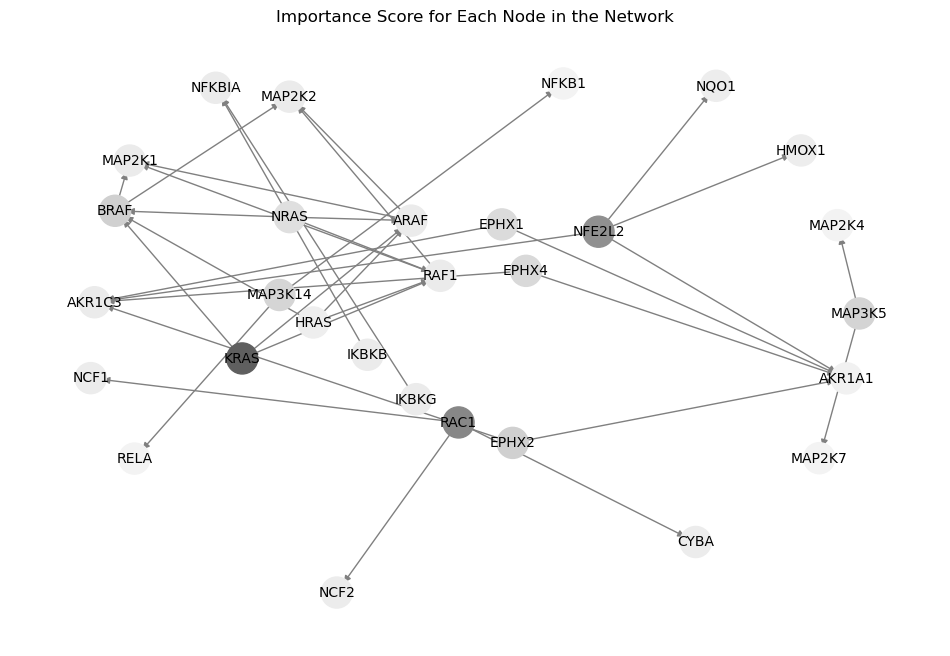 Importance Score for Each Node in the Network
NFKB1
NFKBIA
NQO1
MAP2K2
HMOX1
MAP2K1
BRAF
NRAS
ARAF
EPHX1
MAP2K4
NFE2L2
EPHX4
RAF1
MAP3K14
AKR1C3
MAP3K5
HRAS
IKBKB
KRAS
NCF1
AKR1A1
IKBKG
RAC1
EPHX2
RELA
MAP2K7
CYBA
NCF2